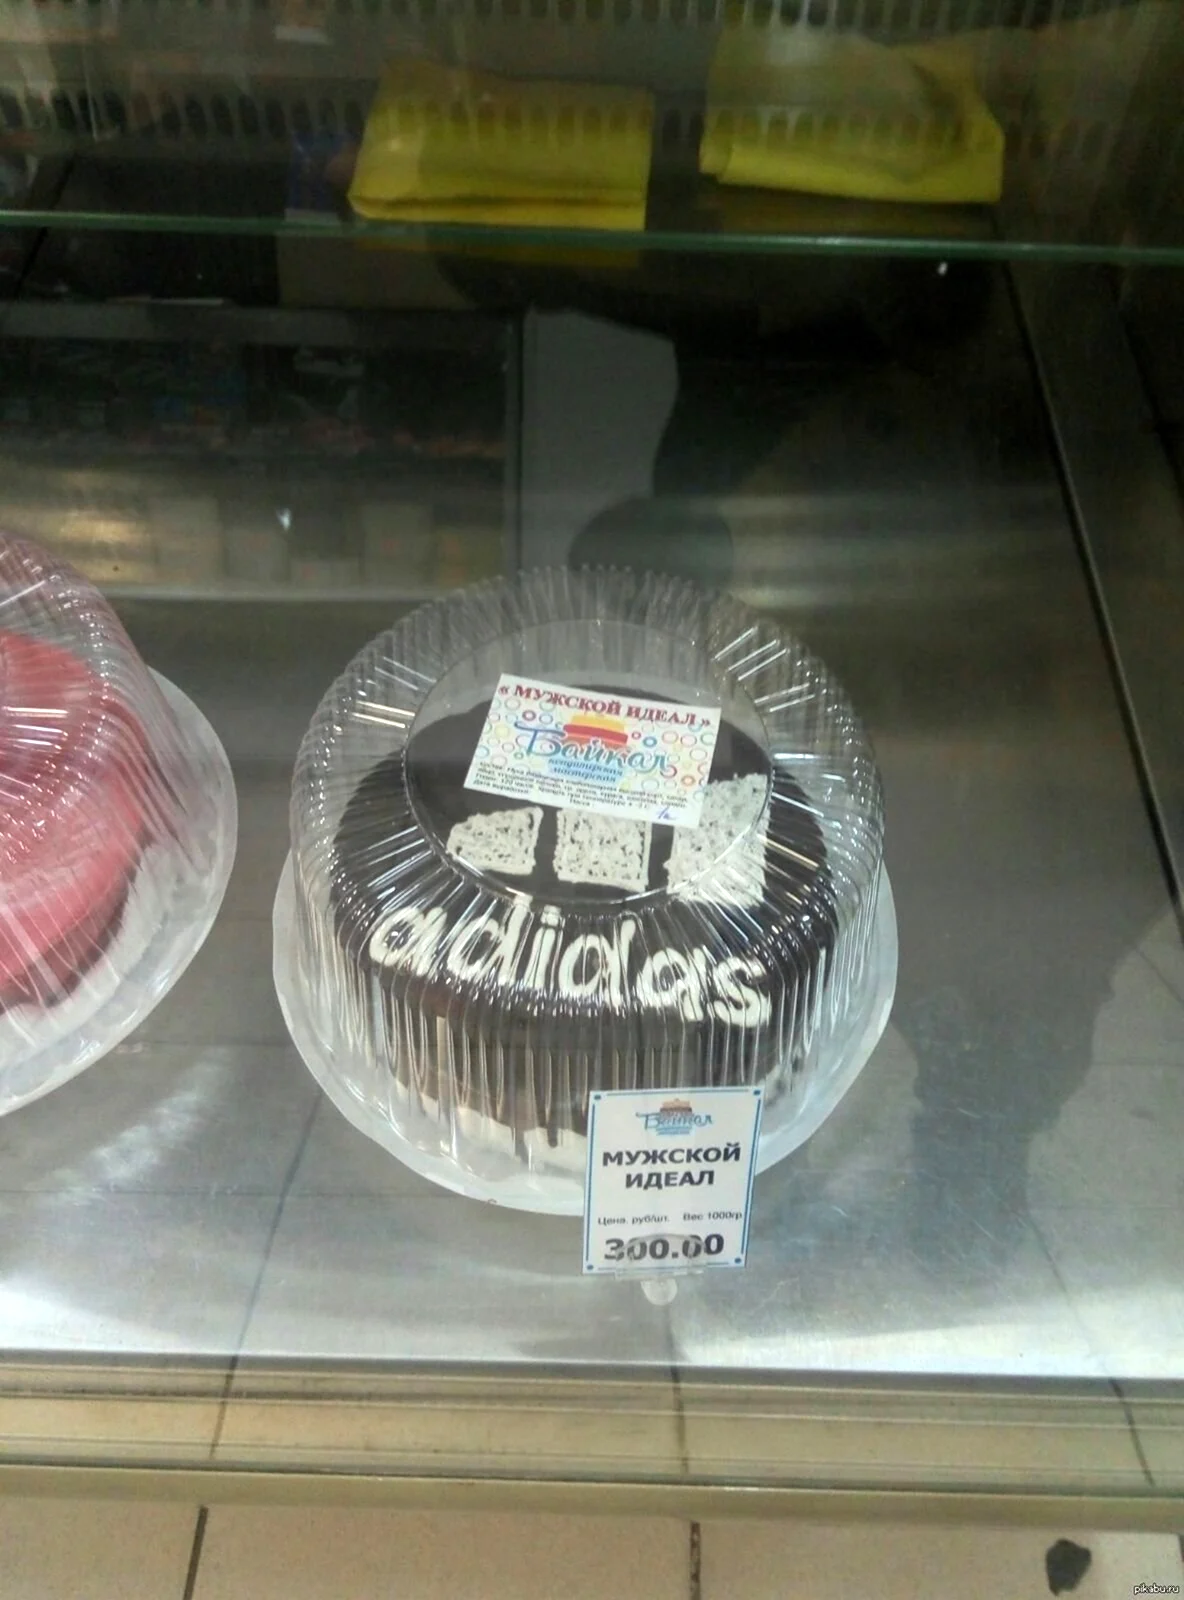 « МУЖСКОЙ ИДЕАЛ »
Байкал
кондитерская
мастерская
adidas
Байкал
МУЖСКОЙ
ИДЕАЛ
Цена. руб/шт. Вес 1000гр
300.00
pikabu.ru